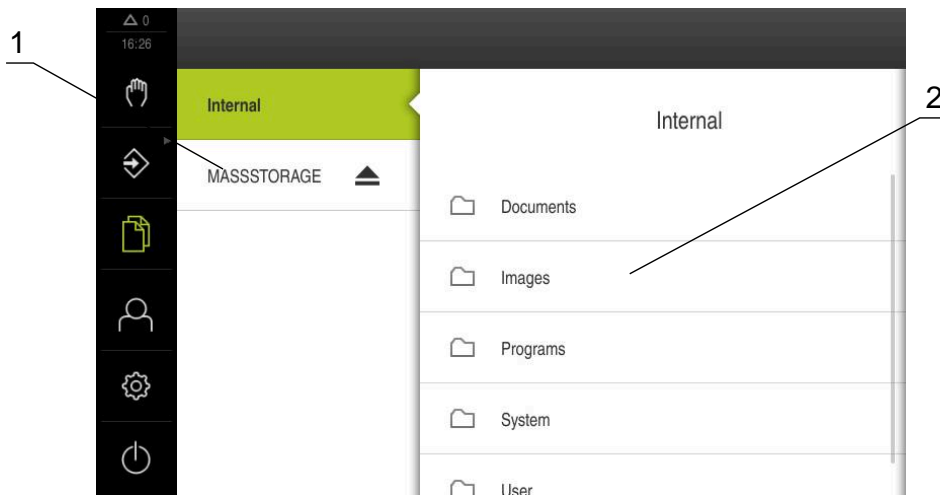 1
0
16:26
Internal
MASSSTORAGE
Internal
Documents
Images
Programs
System
User
2